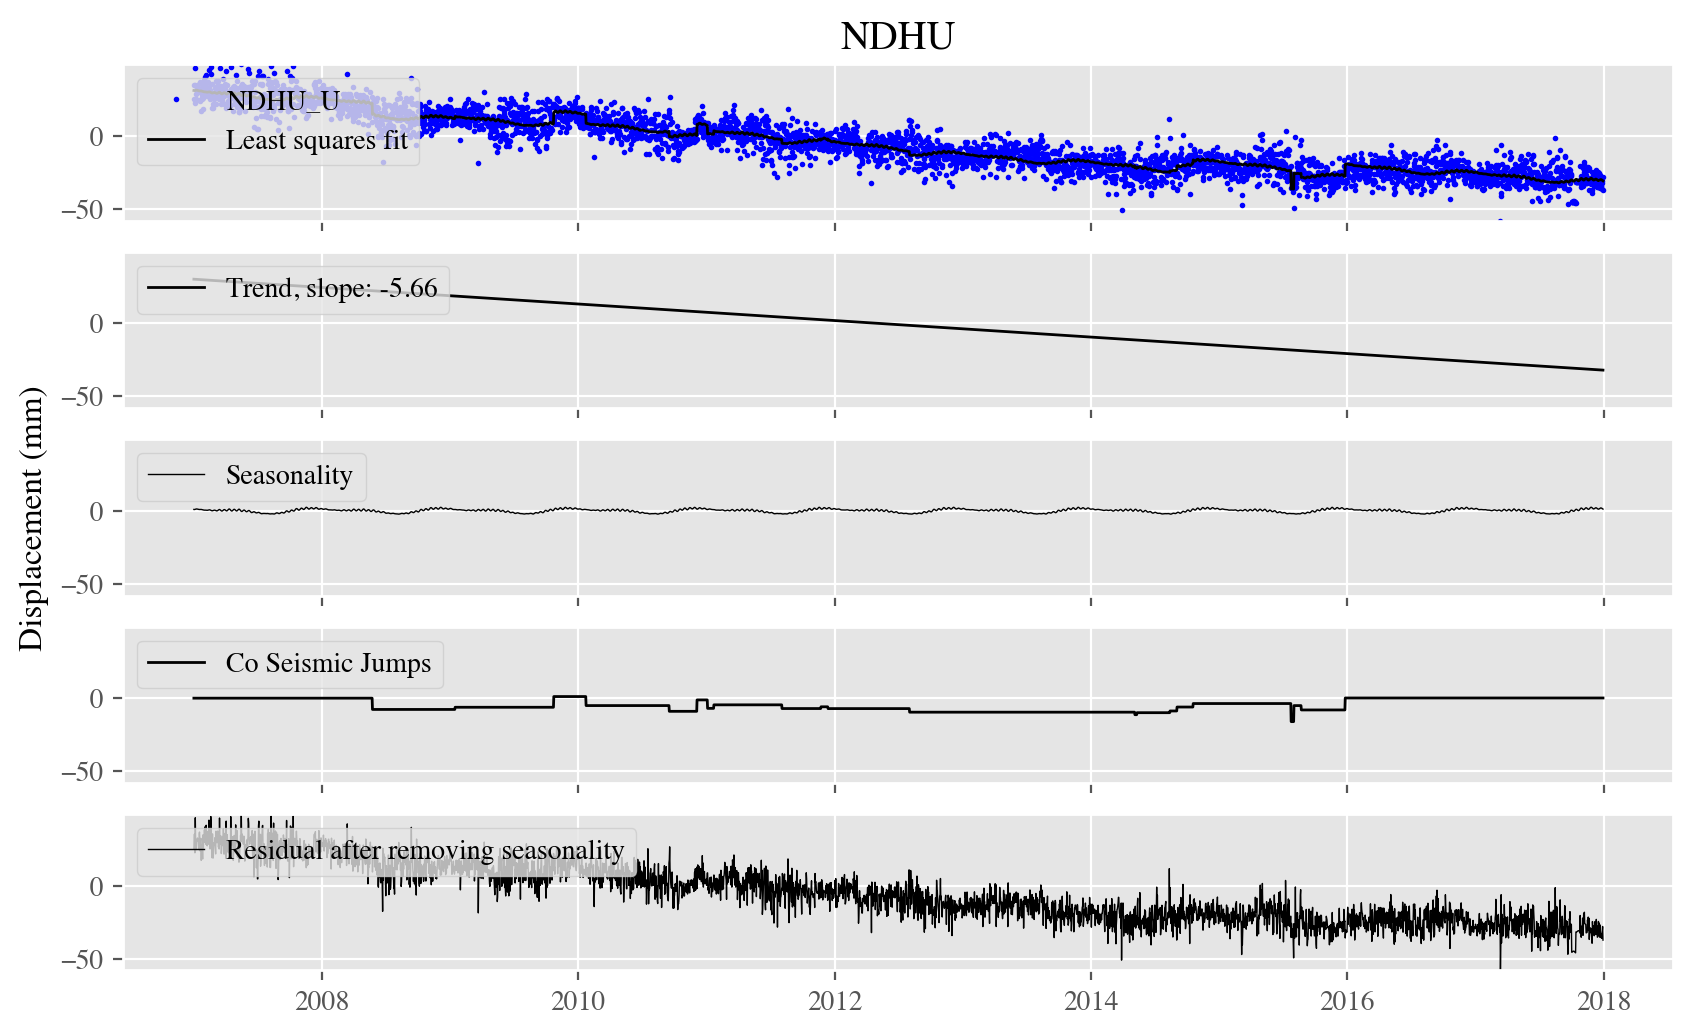 NDHU
NDHU_U
Least squares fit
0
−50
Trend, slope: -5.66
0
−50
Displacement (mm)
Seasonality
0
−50
Co Seismic Jumps
0
−50
Residual after removing seasonality
0
−50
2008 2010 2012 2014 2016 2018